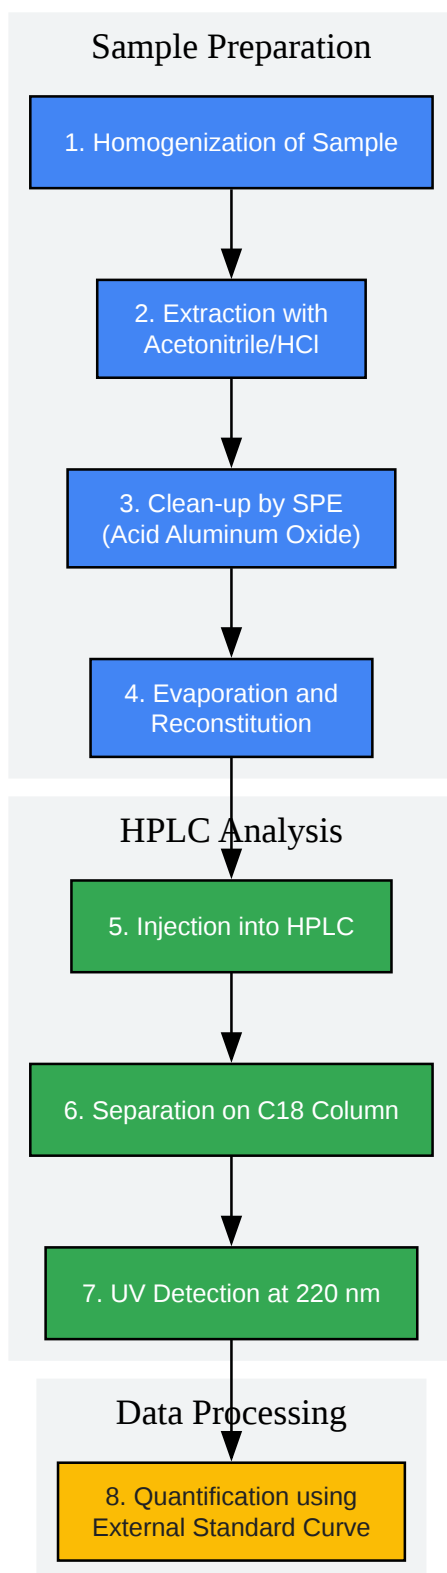 Sample Preparation
1. Homogenization of Sample
2. Extraction with
Acetonitrile/HCl
3. Clean-up by SPE
(Acid Aluminum Oxide)
4. Evaporation and
Reconstitution
HPLC Analysis
5. Injection into HPLC
6. Separation on C18 Column
7. UV Detection at 220 nm
Data Processing
8. Quantification using
External Standard Curve